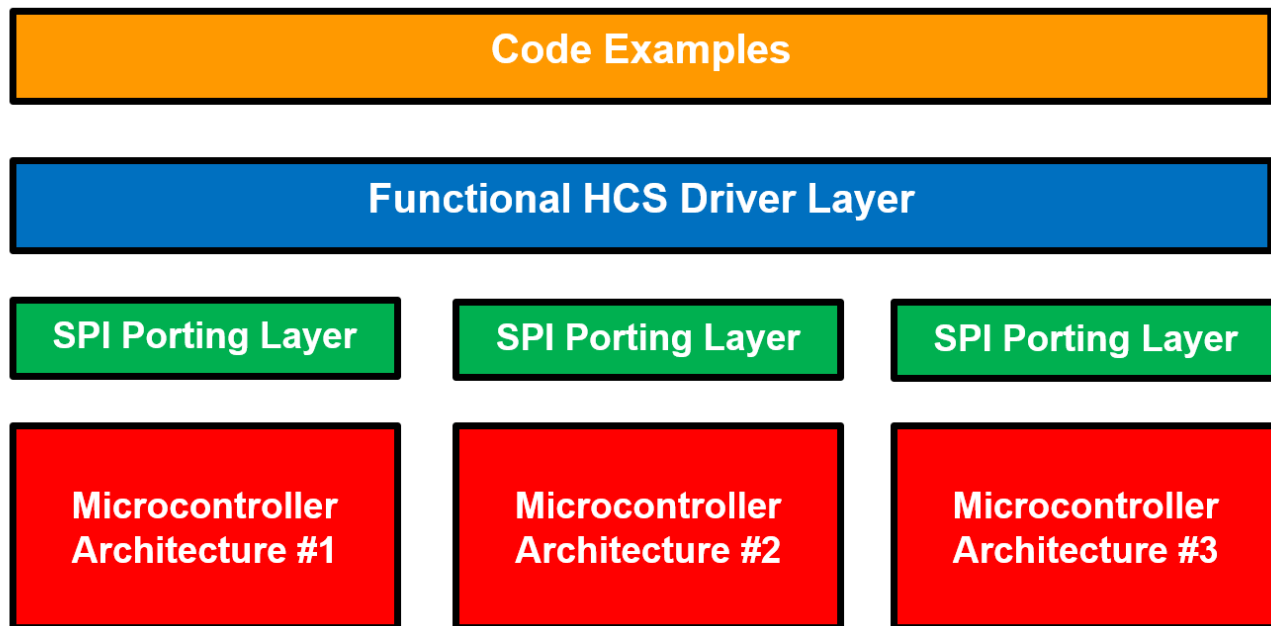 Code Examples
Functional HCS Driver Layer
SPI Porting Layer
SPI Porting Layer
SPI Porting Layer
Microcontroller
Architecture #1
Microcontroller
Architecture #2
Microcontroller
Architecture #3